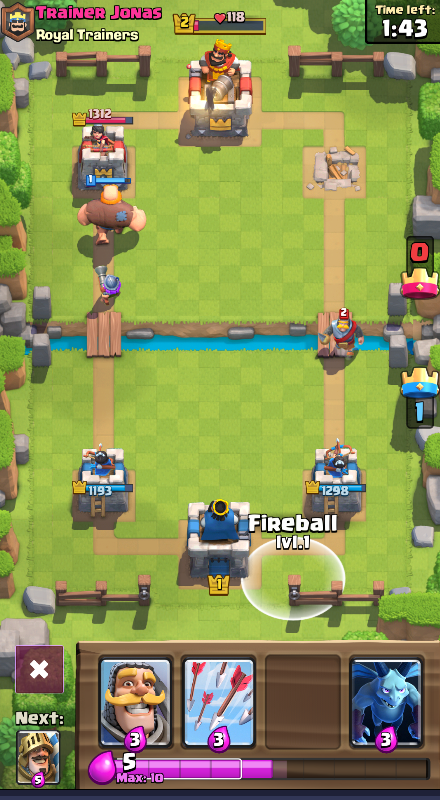 Trainer Jonas
Royal Trainers
2
118
Time left:
1:43
1312
1
0
2
1
1193
1298
Fireball
lvl.1
1
3
3
3
Next:
5
5
Max:10